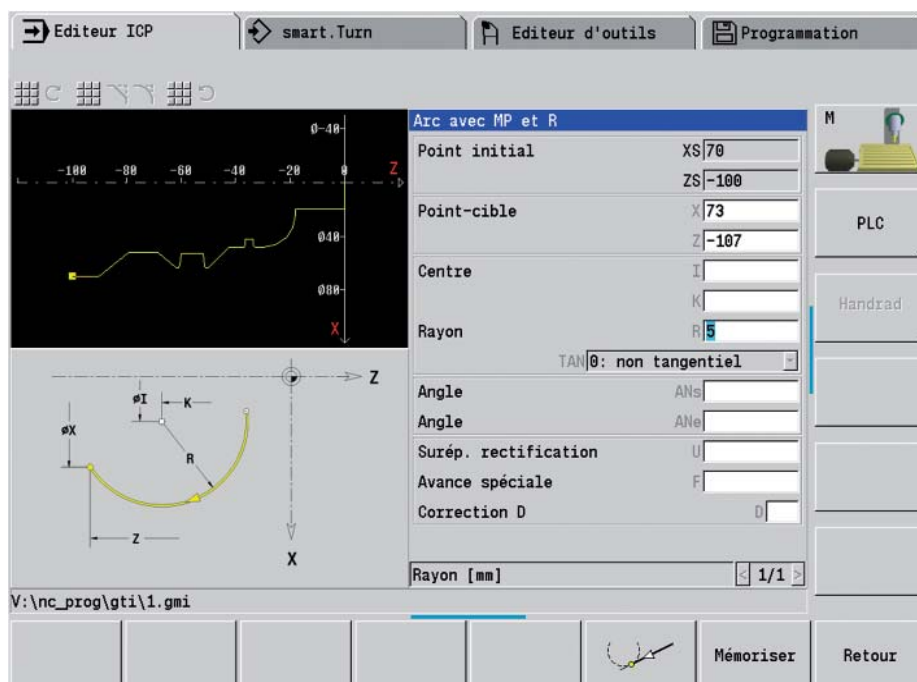 Editeur ICP
smart.Turn
Editeur d'outils
Programmation
Ø-40
-100 -80 -60 -40 -20 0 Z
Ø40
Ø80
X
Arc avec MP et R
Point initial XS 70
ZS -100
Point-cible X 73
Z -107
Centre I
K
Rayon R 5
TAN 0: non tangentiel
Angle ANs
Angle ANe
Surép. rectification U
Avance spéciale F
Correction D D
Rayon [mm] < 1/1 >
M
PLC
Handrad
Z
øI K
øX
R
Z
X
V:\nc_prog\gti\1.gmi
Mémoriser
Retour